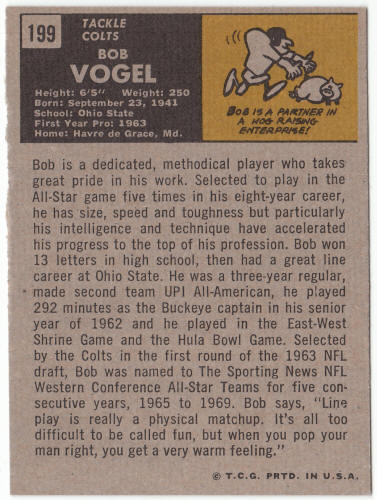 199
TACKLE
COLTS
BOB
VOGEL
Height: 6'5" Weight: 250
Born: September 23, 1941
School: Ohio State
First Year Pro: 1963
Home: Havre de Grace, Md.
BOB IS A PARTNER IN
A HOG RAISING
ENTERPRISE!
Bob is a dedicated, methodical player who takes
great pride in his work. Selected to play in the
All-Star game five times in his eight-year career,
he has size, speed and toughness but particularly
his intelligence and technique have accelerated
his progress to the top of his profession. Bob won
13 letters in high school, then had a great line
career at Ohio State. He was a three-year regular,
made second team UPI All-American, he played
292 minutes as the Buckeye captain in his senior
year of 1962 and he played in the East-West
Shrine Game and the Hula Bowl Game. Selected
by the Colts in the first round of the 1963 NFL
draft, Bob was named to The Sporting News NFL
Western Conference All-Star Teams for five con-
secutive years, 1965 to 1969. Bob says, "Line
play is really a physical matchup. It's all too
difficult to be called fun, but when you pop your
man right, you get a very warm feeling."
© T.C.G. PRTD. IN U.S.A.